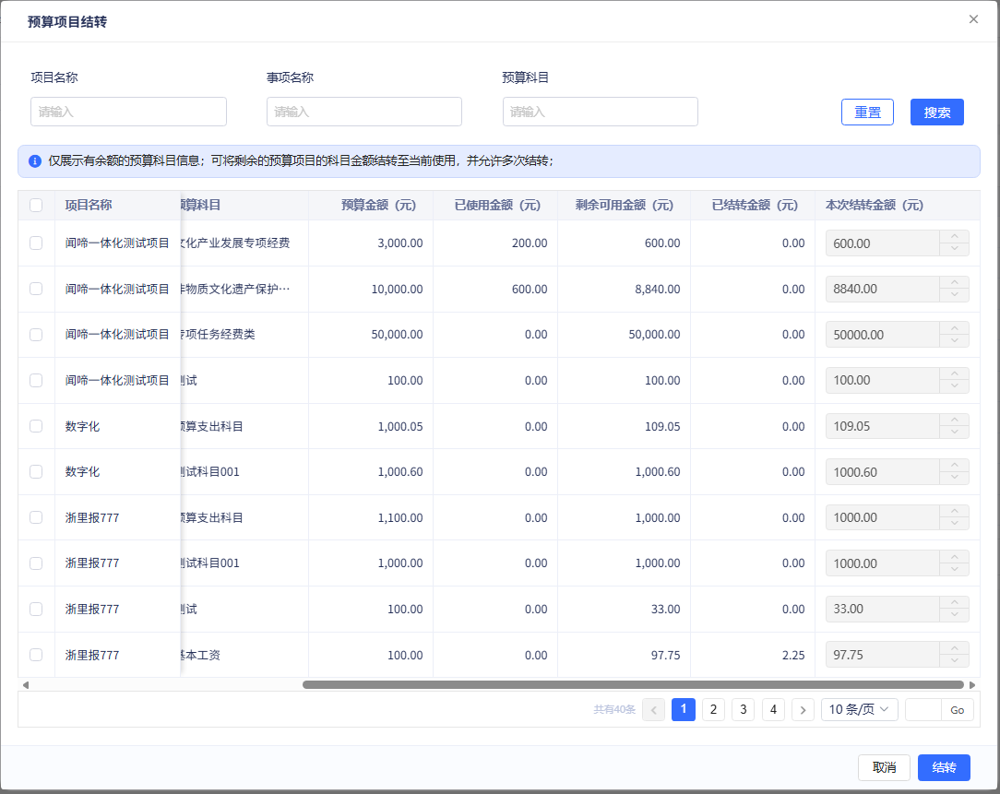 预算项目结转
项目名称 事项名称 预算科目
请输入 请输入 请输入 重置 搜索
仅展示有余额的预算科目信息；可将剩余的预算项目的科目金额结转至当前使用，并允许多次结转；
项目名称 预算科目 预算金额（元） 已使用金额（元） 剩余可用金额（元） 已结转金额（元） 本次结转金额（元）
闻啼一体化测试项目 文化产业发展专项经费 3,000.00 200.00 600.00 0.00 600.00
闻啼一体化测试项目 非物质文化遗产保护… 10,000.00 600.00 8,840.00 0.00 8840.00
闻啼一体化测试项目 专项任务经费类 50,000.00 0.00 50,000.00 0.00 50000.00
闻啼一体化测试项目 测试 100.00 0.00 100.00 0.00 100.00
数字化 预算支出科目 1,000.05 0.00 109.05 0.00 109.05
数字化 测试科目001 1,000.60 0.00 1,000.60 0.00 1000.60
浙里报777 预算支出科目 1,100.00 0.00 1,000.00 0.00 1000.00
浙里报777 测试科目001 1,000.00 0.00 1,000.00 0.00 1000.00
浙里报777 测试 100.00 0.00 33.00 0.00 33.00
浙里报777 基本工资 100.00 0.00 97.75 2.25 97.75
共有40条 1 2 3 4 10 条/页 Go
取消 结转